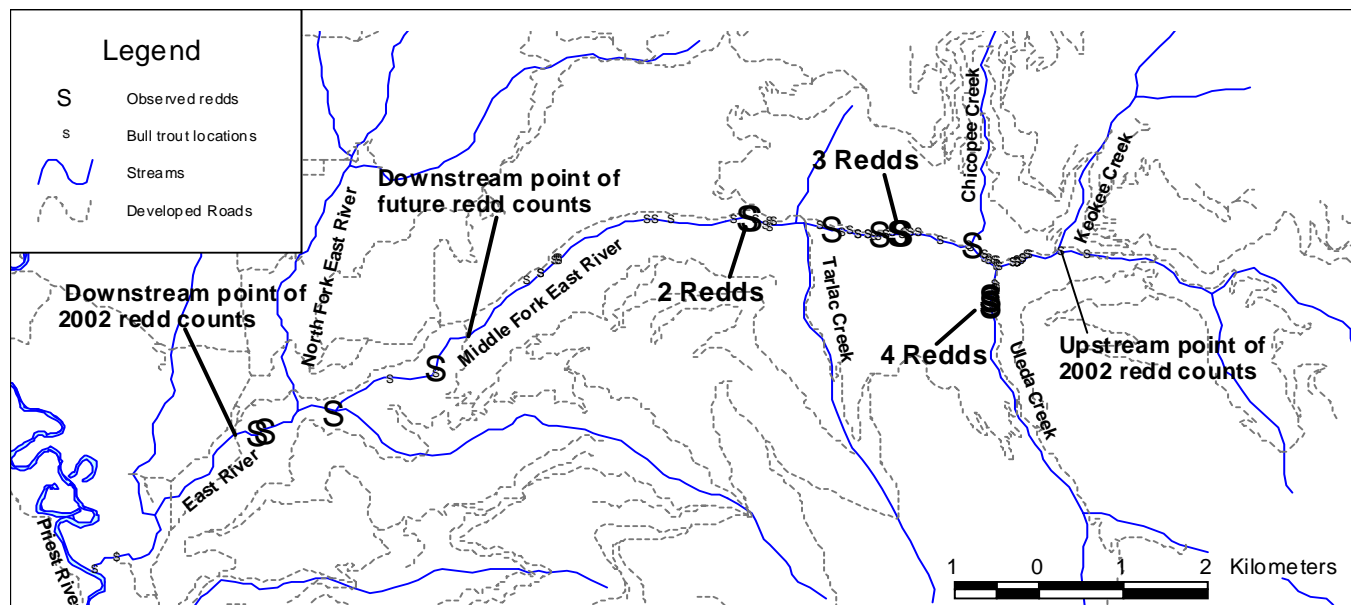 Legend
S Observed redds
s Bull trout locations
Streams
Developed Roads
Downstream point of
2002 redd counts
North Fork East River
Downstream point of
future redd counts
Middle Fork East River
2 Redds
3 Redds
Tarlac Creek
Chicopee Creek
Keokee Creek
4 Redds
Uleda Creek
Upstream point of
2002 redd counts
East River
Priest River
1 0 1 2 Kilometers